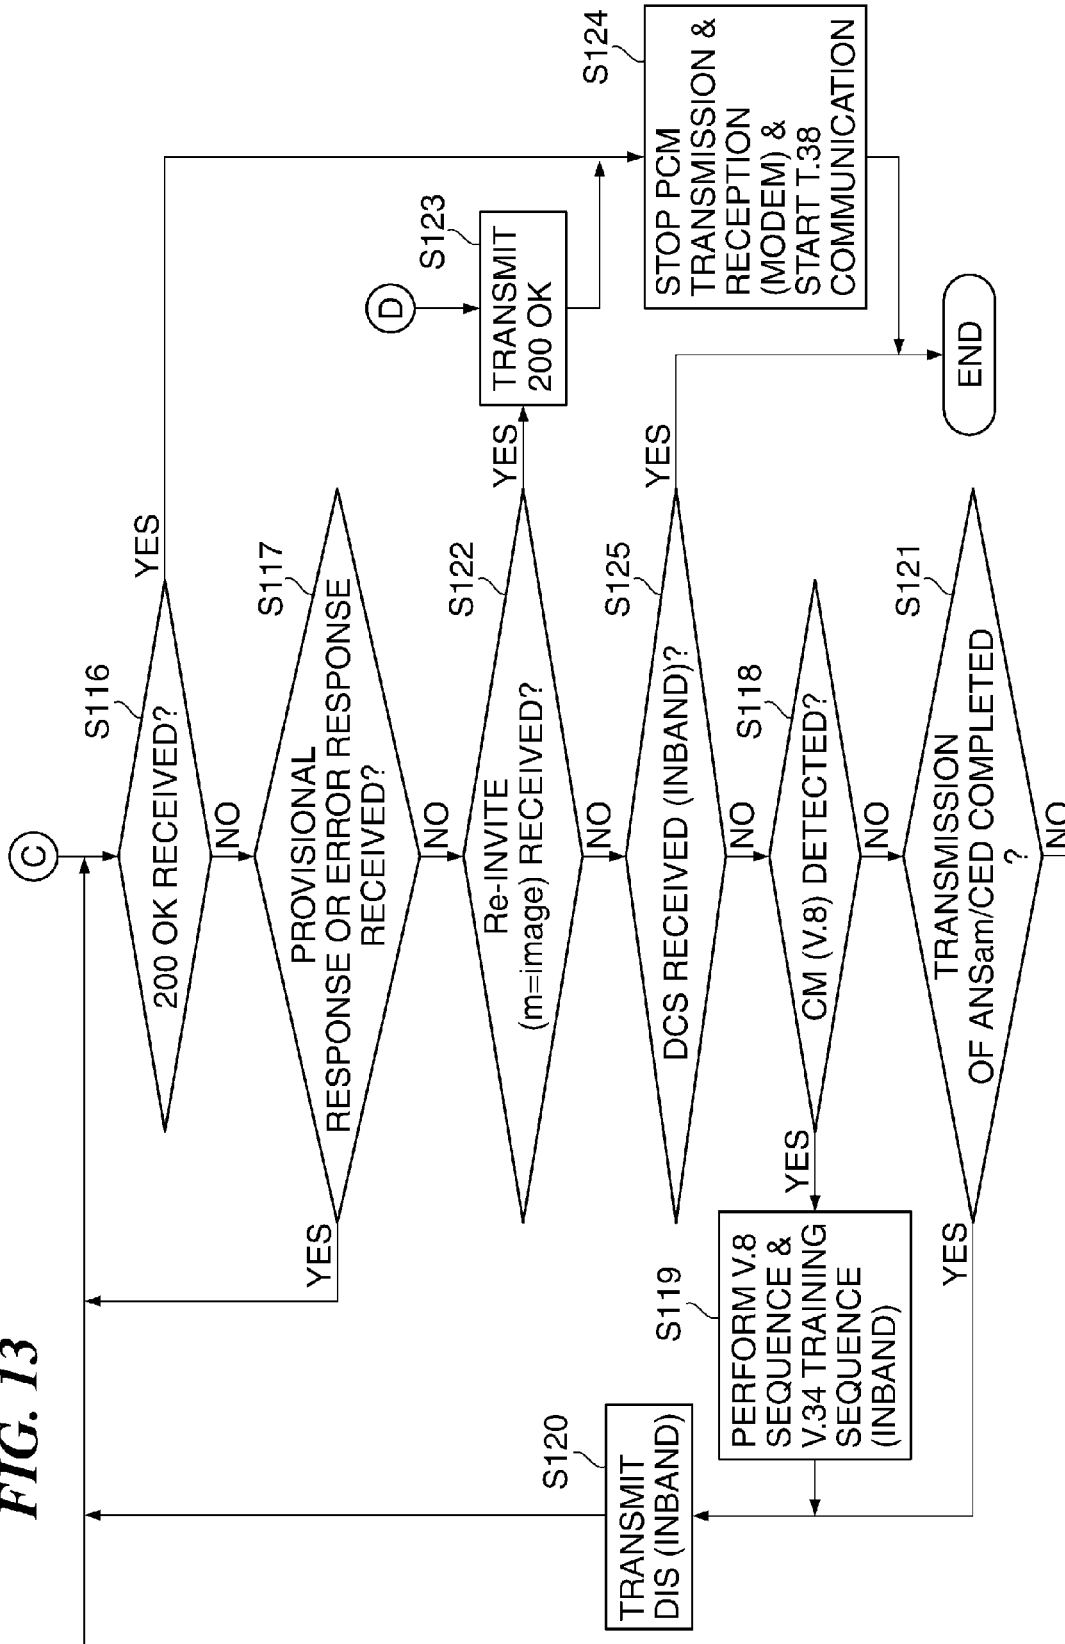 FIG. 13
C
S116
200 OK RECEIVED?
YES
NO
S117
PROVISIONAL
RESPONSE OR ERROR RESPONSE
RECEIVED?
YES
NO
S122
Re-INVITE
(m=image) RECEIVED?
YES
NO
D
S123
TRANSMIT
200 OK
S124
STOP PCM
TRANSMISSION &
RECEPTION
(MODEM) &
START T.38
COMMUNICATION
S125
DCS RECEIVED (INBAND)?
YES
NO
S118
CM (V.8) DETECTED?
YES
NO
S119
PERFORM V.8
SEQUENCE &
V.34 TRAINING
SEQUENCE
(INBAND)
S120
TRANSMIT
DIS (INBAND)
S121
TRANSMISSION
OF ANSam/CED COMPLETED
?
YES
NO
END